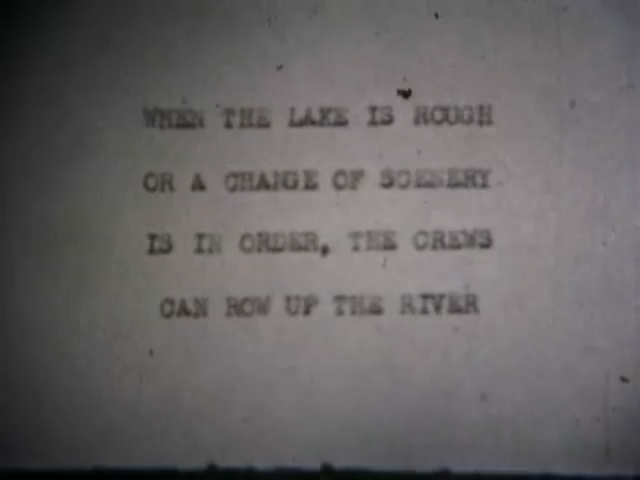 WHEN THE LAKE IS ROUGH
OR A CHANGE OF SCENERY
IS IN ORDER, THE CREWS
CAN ROW UP THE RIVER